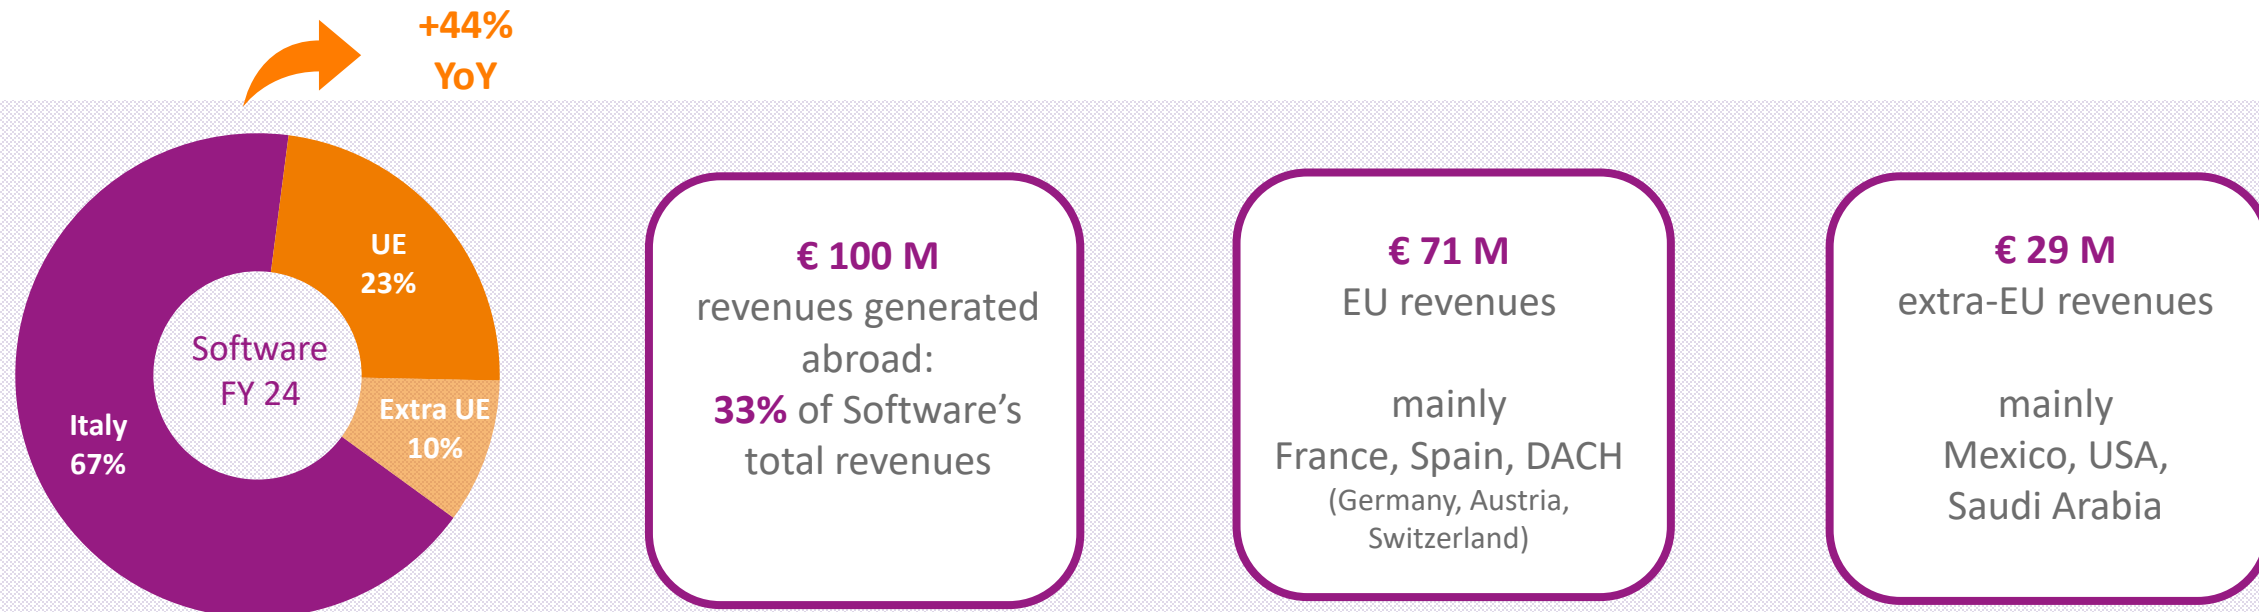 +44%
YoY
UE
23%
Software
FY 24
Extra UE
10%
Italy
67%
€ 100 M
revenues generated
abroad:
33% of Software’s
total revenues
€ 71 M
EU revenues
mainly
France, Spain, DACH
(Germany, Austria,
Switzerland)
€ 29 M
extra-EU revenues
mainly
Mexico, USA,
Saudi Arabia